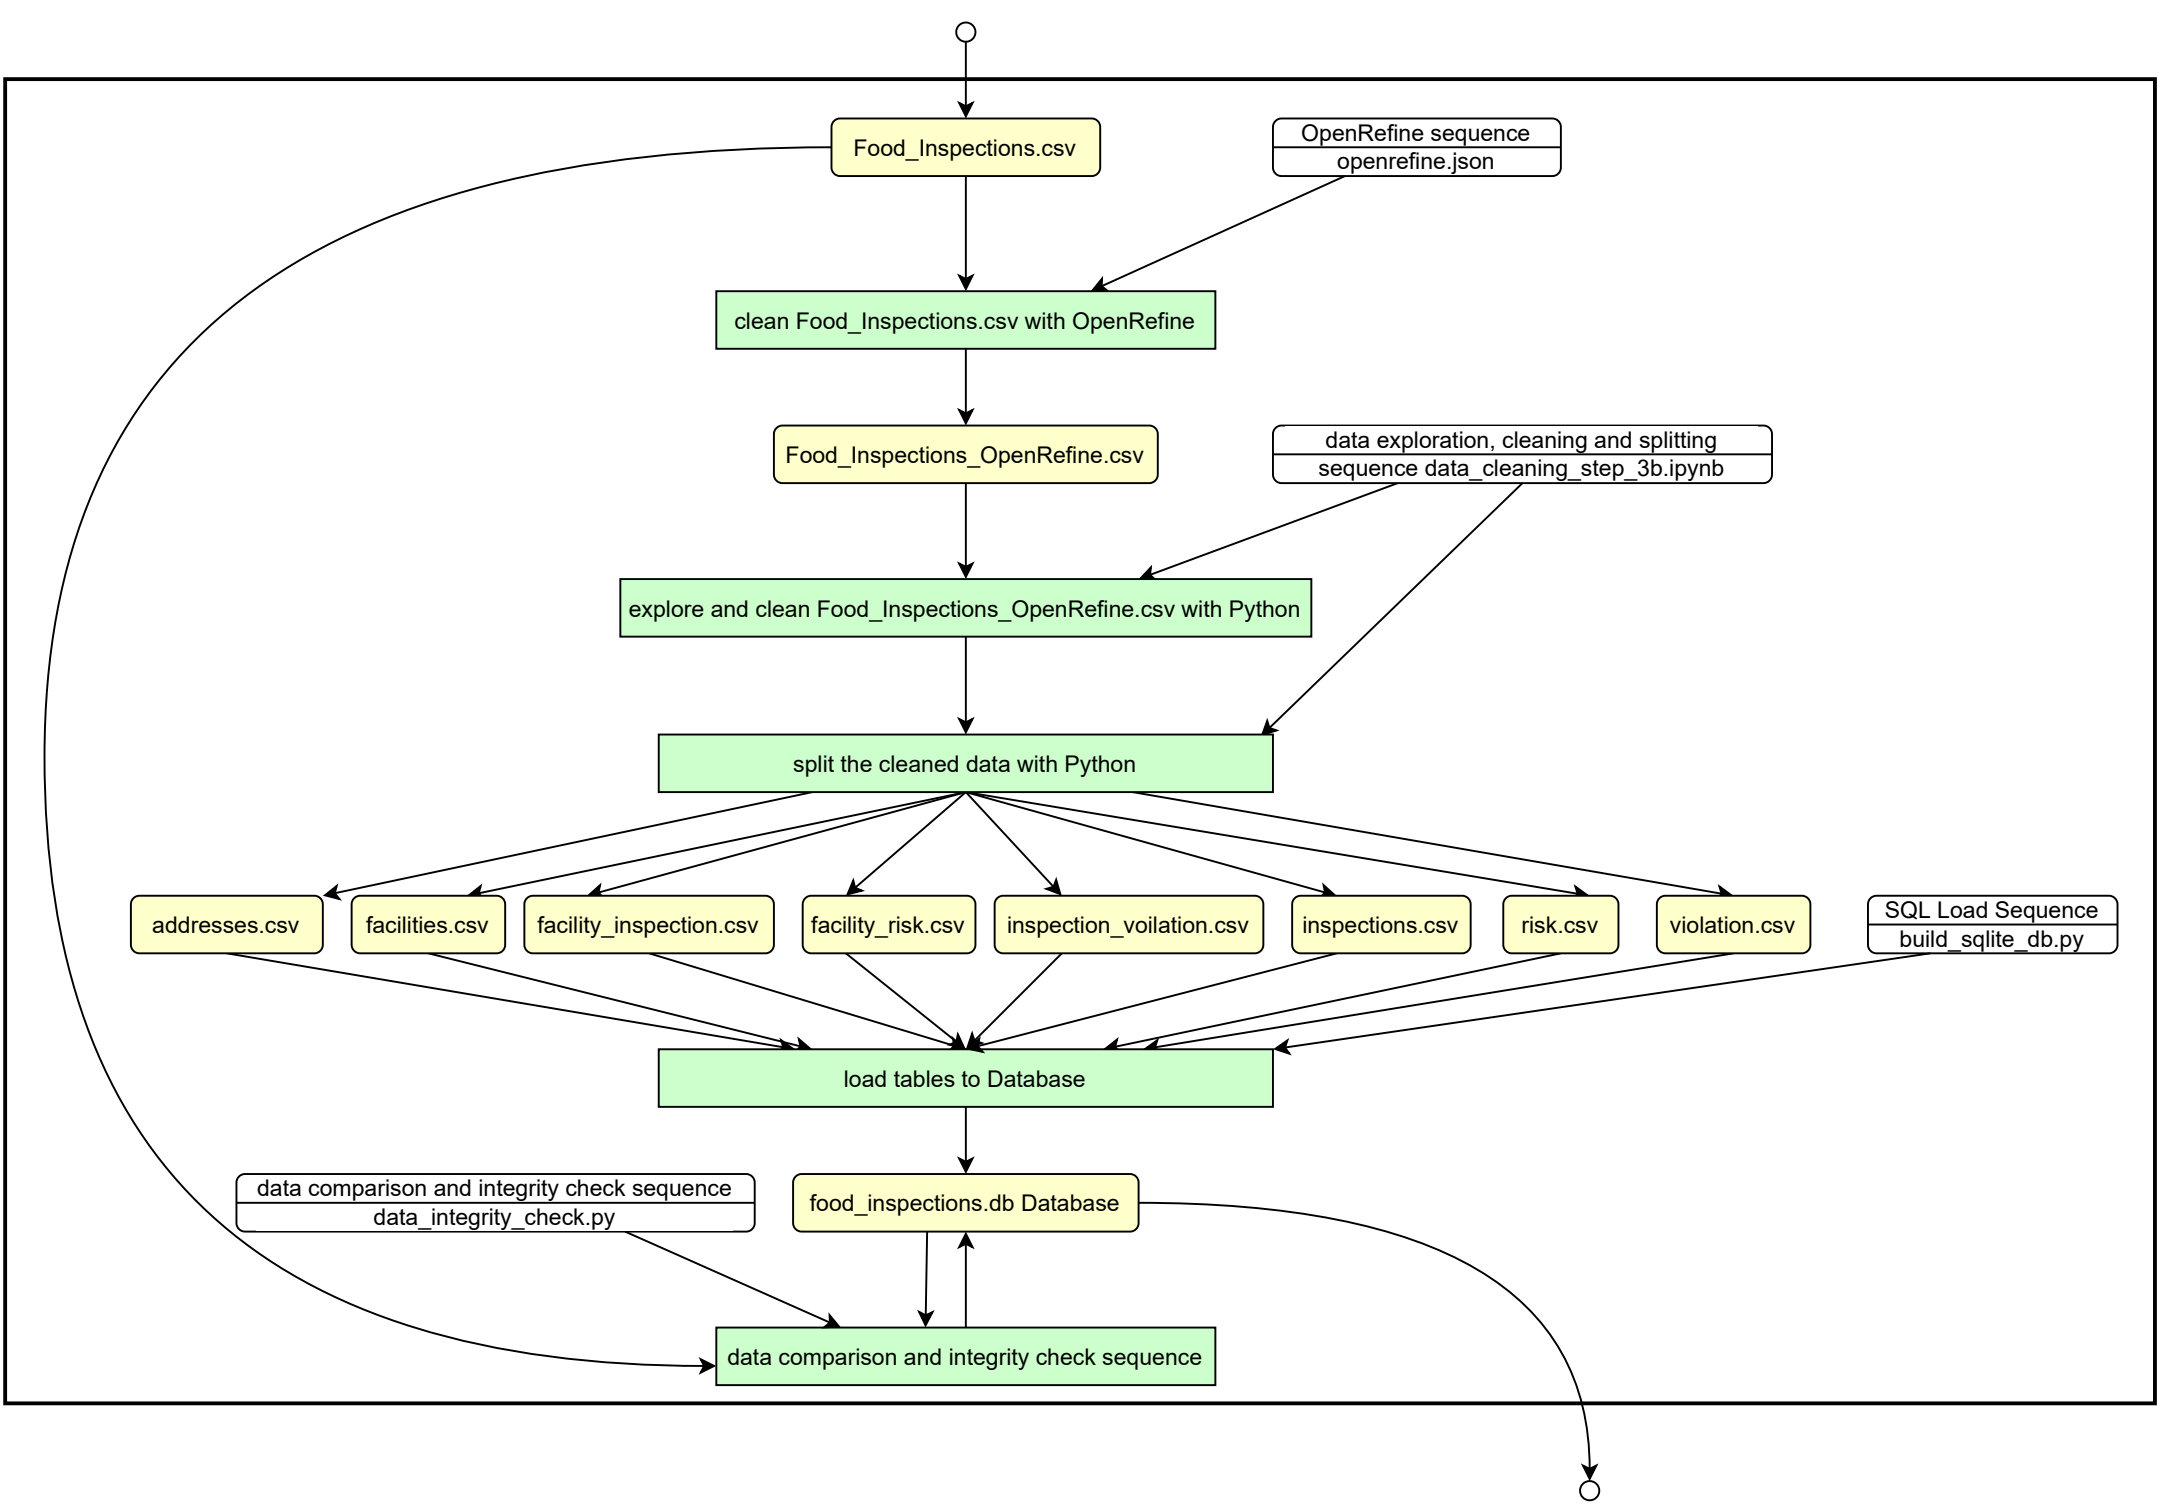 Food_Inspections.csv
OpenRefine sequence
openrefine.json
clean Food_Inspections.csv with OpenRefine
Food_Inspections_OpenRefine.csv
data exploration, cleaning and splitting
sequence data_cleaning_step_3b.ipynb
explore and clean Food_Inspections_OpenRefine.csv with Python
split the cleaned data with Python
addresses.csv
facilities.csv
facility_inspection.csv
facility_risk.csv
inspection_voilation.csv
inspections.csv
risk.csv
violation.csv
SQL Load Sequence
build_sqlite_db.py
load tables to Database
data comparison and integrity check sequence
data_integrity_check.py
food_inspections.db Database
data comparison and integrity check sequence